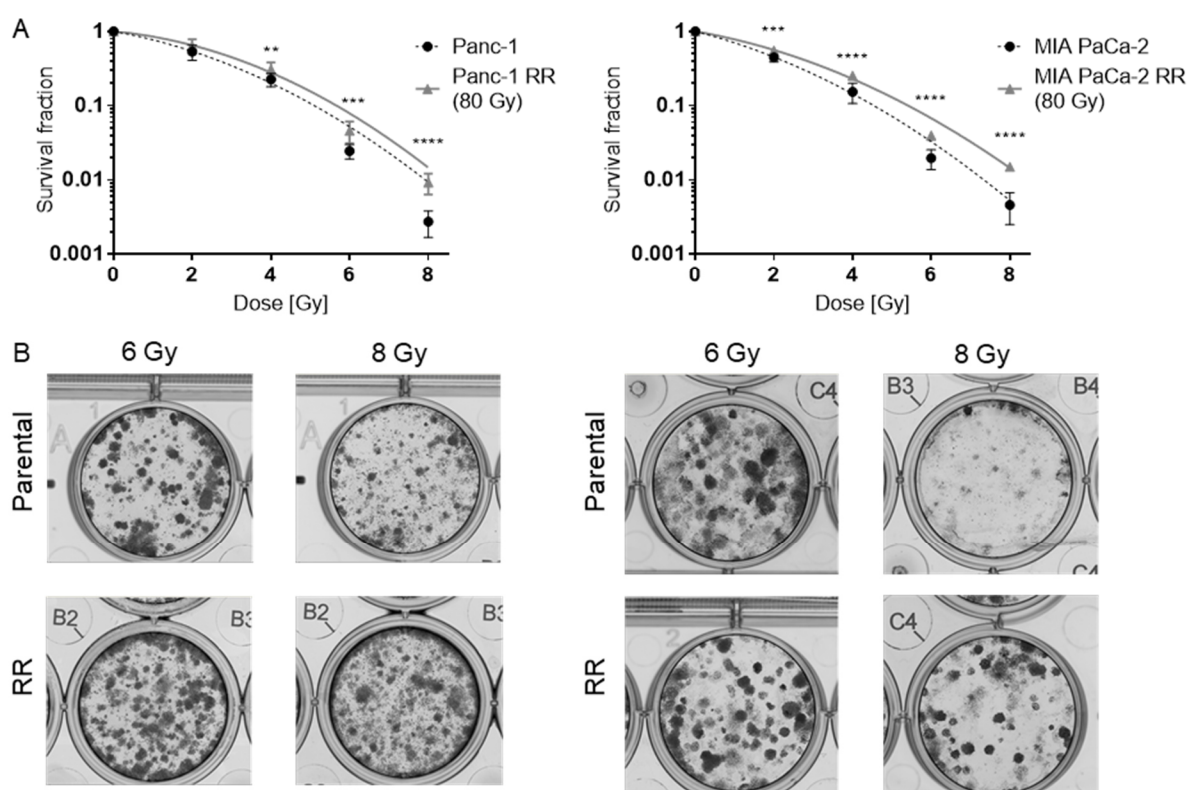 A
1
0.1
0.01
0.001
Survival fraction
0
2
4
6
8
Dose [Gy]
**
***
****
Panc-1
Panc-1 RR
(80 Gy)
1
0.1
0.01
0.001
Survival fraction
0
2
4
6
8
Dose [Gy]
***
****
****
****
MIA PaCa-2
MIA PaCa-2 RR
(80 Gy)
B
6 Gy
8 Gy
6 Gy
8 Gy
Parental
1
A
1
A
Parental
C4
B3
B4
C4
RR
B2
B3
B2
B3
RR
2
C4